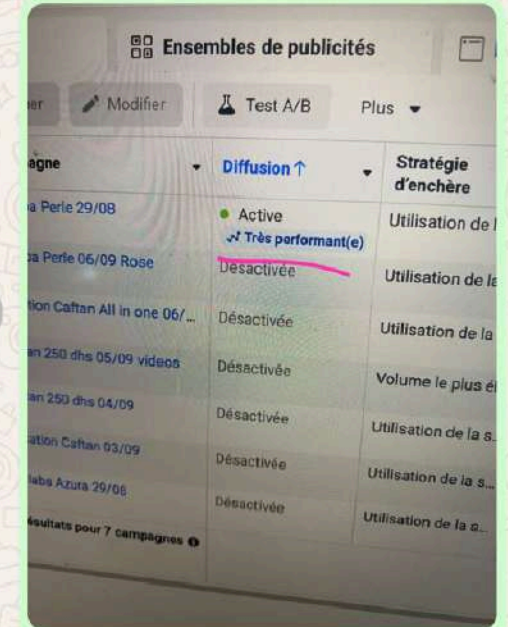 Ensembles de publicités
Modifier
Test A/B
Plus
agne
Diffusion ↑
Stratégie
d'enchère
a Perle 29/08
Active
Très performant(e)
Utilisation de l
Perle 06/09 Rose
Désactivée
Utilisation de la
tion Caftan All in one 06/...
Désactivée
Utilisation de la
an 250 dhs 05/09 videos
Désactivée
Volume le plus él
an 250 dhs 04/09
Désactivée
Utilisation de la s...
ation Caftan 03/09
Désactivée
Utilisation de la s...
labs Azura 29/08
Désactivée
Utilisation de la s...
ésultats pour 7 campagnes